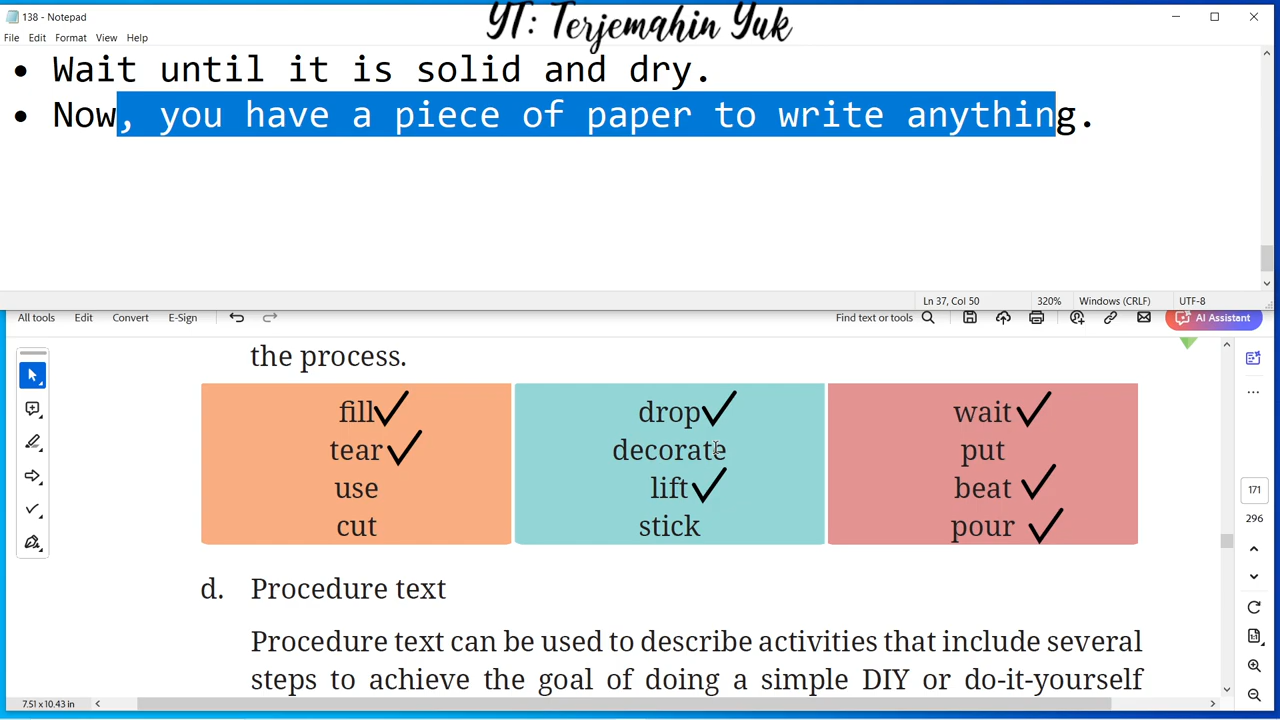 138 - Notepad
YT: Terjemahin Yuk
File Edit Format View Help
• Wait until it is solid and dry.
• Now, you have a piece of paper to write anything.
Ln 37, Col 50 320% Windows (CRLF) UTF-8
All tools Edit Convert E-Sign Find text or tools AI Assistant
the process.
fill drop wait
tear decorate put
use lift beat
cut stick pour
d. Procedure text
Procedure text can be used to describe activities that include several
steps to achieve the goal of doing a simple DIY or do-it-yourself
171
296
7.51 x 10.43 in